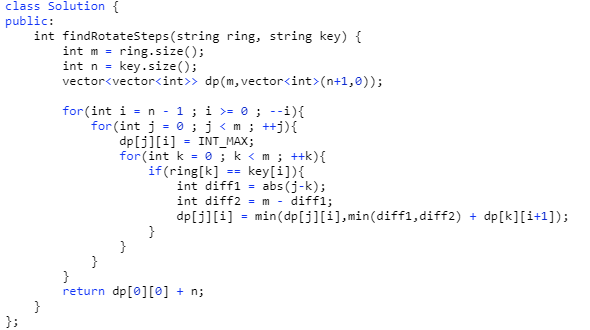 class Solution {
public:
    int findRotateSteps(string ring, string key) {
        int m = ring.size();
        int n = key.size();
        vector<vector<int>> dp(m,vector<int>(n+1,0));
        for(int i = n - 1 ; i >= 0 ; --i){
            for(int j = 0 ; j < m ; ++j){
                dp[j][i] = INT_MAX;
                for(int k = 0 ; k < m ; ++k){
                    if(ring[k] == key[i]){
                        int diff1 = abs(j-k);
                        int diff2 = m - diff1;
                        dp[j][i] = min(dp[j][i],min(diff1,diff2) + dp[k][i+1]);
                    }
                }
            }
        }
        return dp[0][0] + n;
    }
};